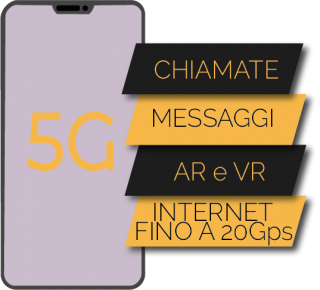 5G
CHIAMATE
MESSAGGI
AR e VR
INTERNET
FINO A 20Gps